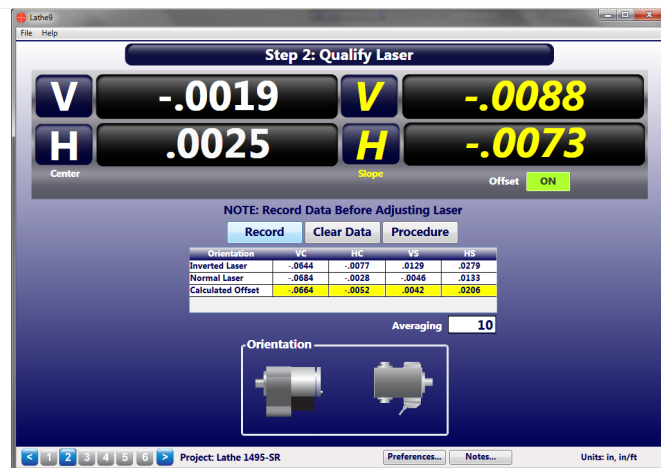 Lathe9
File Help
Step 2: Qualify Laser
V -.0019 V -.0088
H .0025 H -.0073
Center Slope Offset ON
NOTE: Record Data Before Adjusting Laser
Record Clear Data Procedure
Orientation VC HC VS HS
Inverted Laser -.0644 -.0077 .0129 .0279
Normal Laser -.0684 -.0028 -.0046 .0133
Calculated Offset -.0664 -.0052 .0042 .0206
Averaging 10
Orientation
< 1 2 3 4 5 6 > Project: Lathe 1495-SR Preferences... Notes... Units: in, in/ft